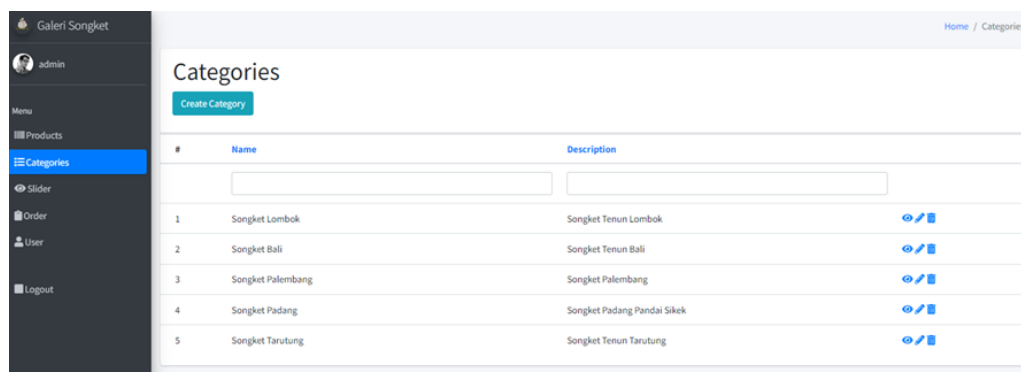 Galeri Songket
Home / Categorie
admin
Categories
Create Category
Menu
Products
# Name Description
Categories
Slider
Order
1 Songket Lombok Songket Tenun Lombok
User
2 Songket Bali Songket Tenun Bali
3 Songket Palembang Songket Palembang
Logout
4 Songket Padang Songket Padang Pandai Sikek
5 Songket Tarutung Songket Tenun Tarutung